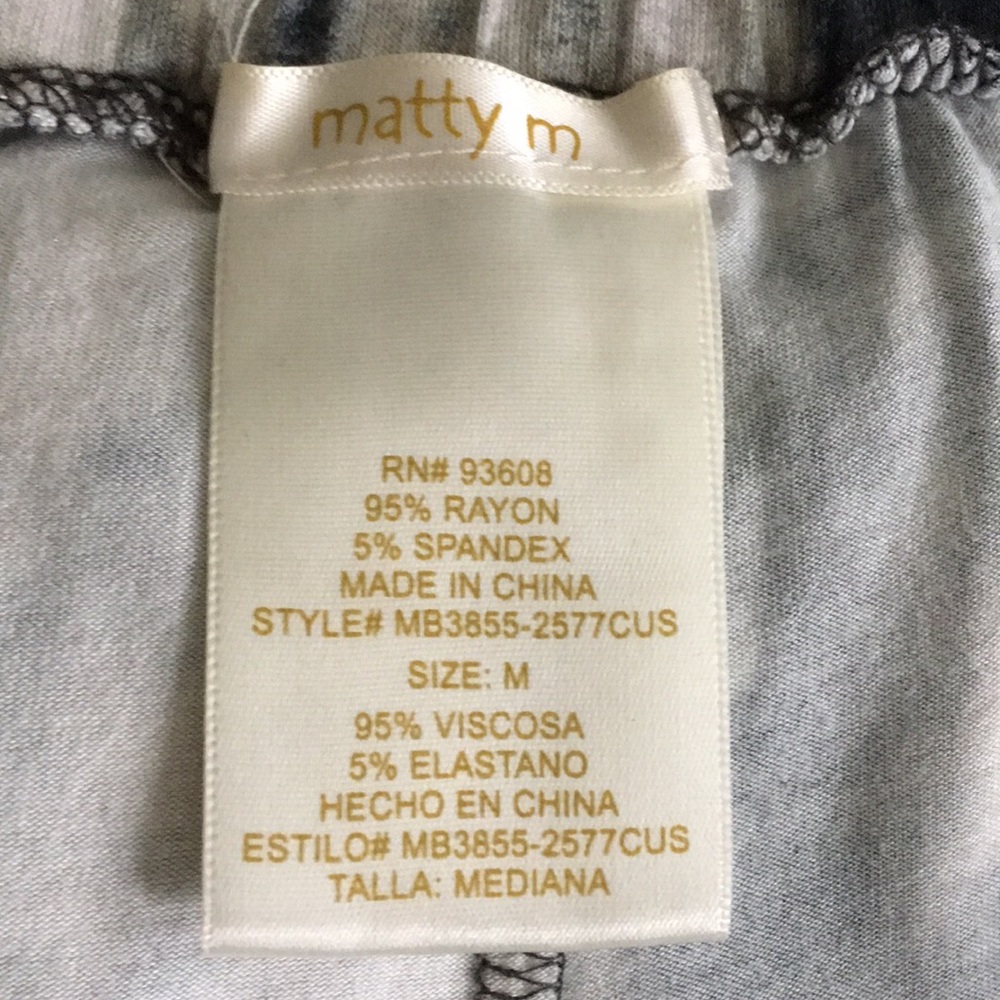 matty m
RN# 93608
95% RAYON
5% SPANDEX
MADE IN CHINA
STYLE# MB3855-2577CUS
SIZE: M
95% VISCOSA
5% ELASTANO
HECHO EN CHINA
ESTILO# MB3855-2577CUS
TALLA: MEDIANA